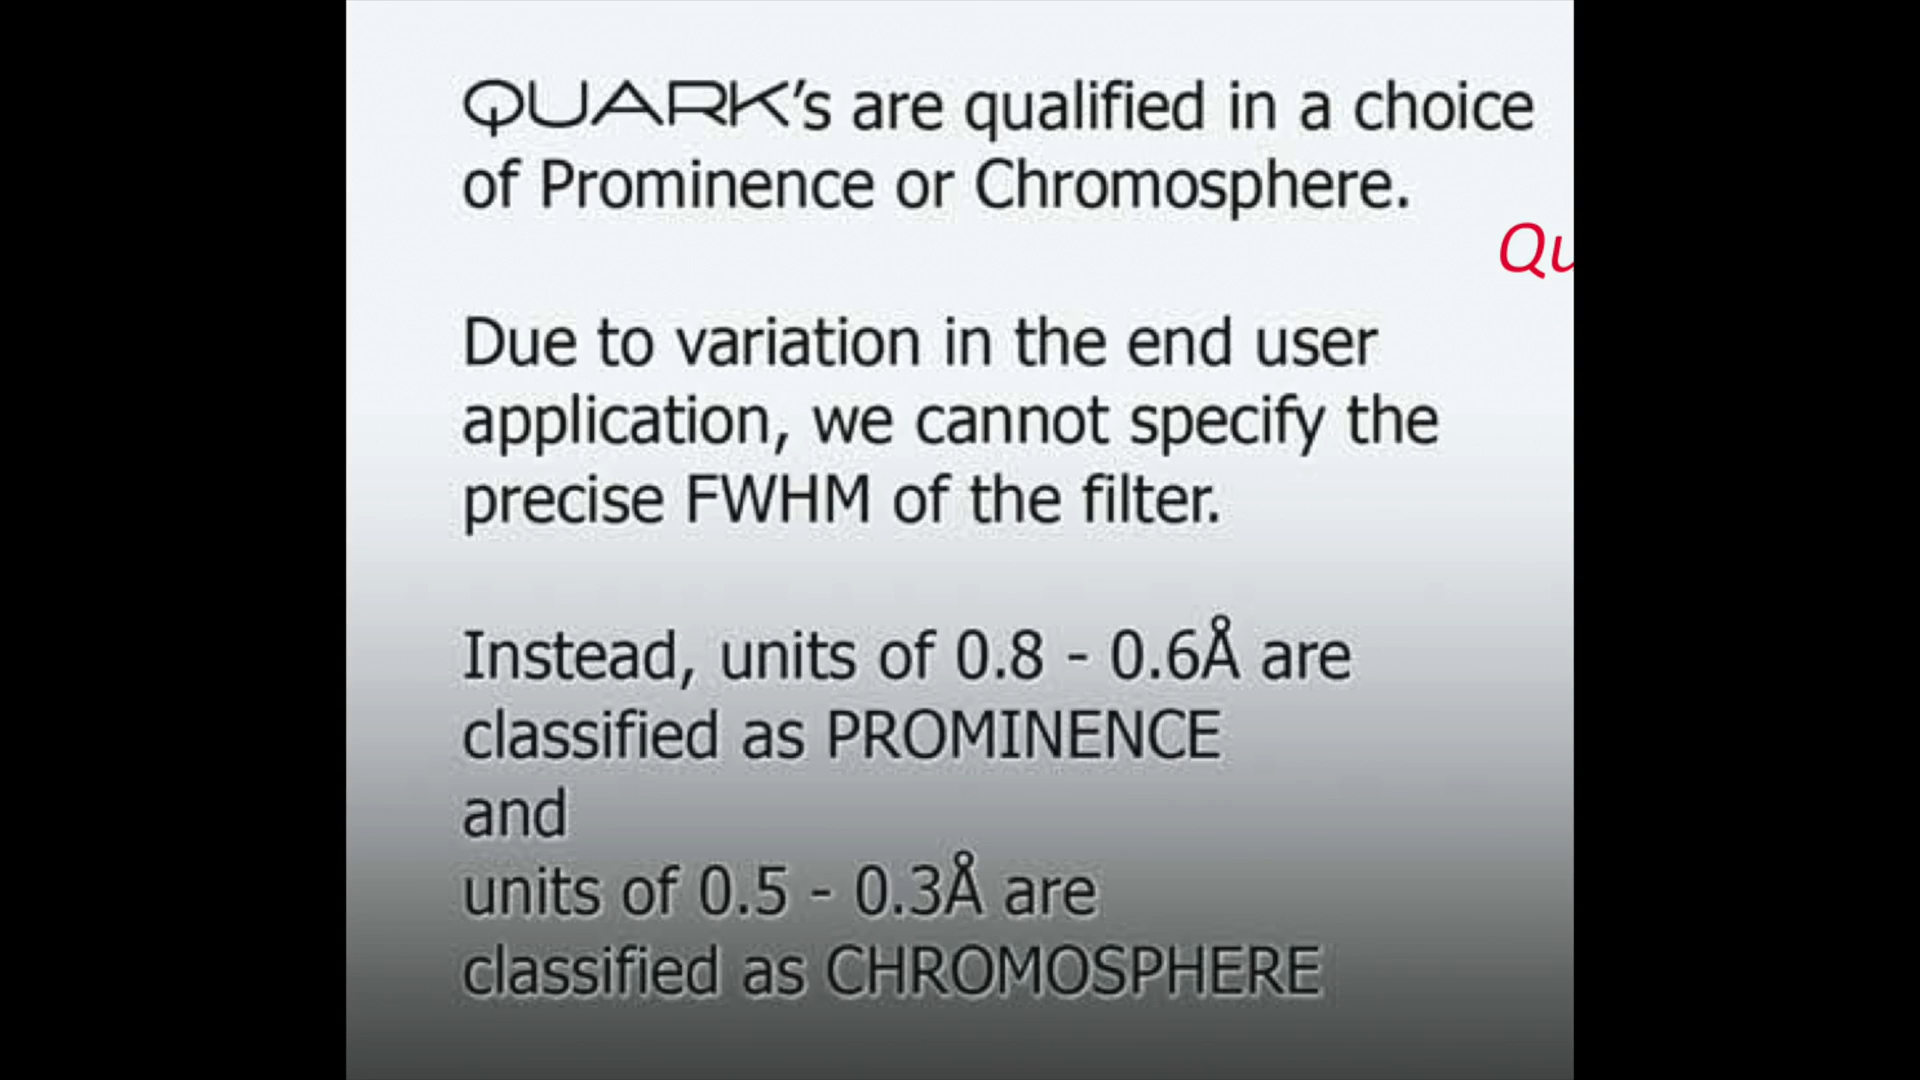 QUARK's are qualified in a choice
of Prominence or Chromosphere.
Due to variation in the end user
application, we cannot specify the
precise FWHM of the filter.
Instead, units of 0.8 - 0.6Å are
classified as PROMINENCE
and
units of 0.5 - 0.3Å are
classified as CHROMOSPHERE